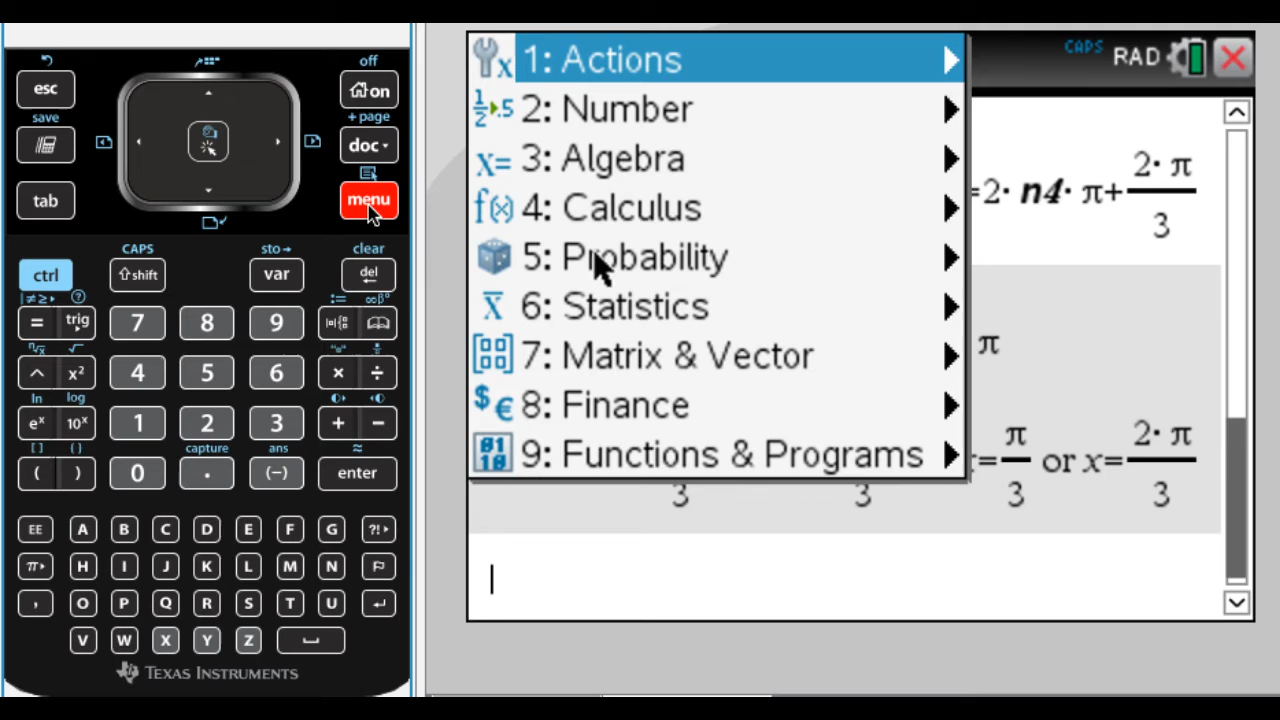 off
esc
on
save
+ page
doc
tab
menu
CAPS
sto→
clear
ctrl
⇧shift
var
del
|≠≥▸
:=
∞β°
=
trig
7
8
9
√
^
x²
4
5
6
×
÷
ln
log
eˣ
10ˣ
1
2
3
+
−
[ ]
{ }
capture
ans
≈
(
)
0
.
(−)
enter
EE
A
B
C
D
E
F
G
?!▸
π▸
H
I
J
K
L
M
N
,
O
P
Q
R
S
T
U
V
W
X
Y
Z
TEXAS INSTRUMENTS
1: Actions
2: Number
3: Algebra
4: Calculus
5: Probability
6: Statistics
7: Matrix & Vector
8: Finance
9: Functions & Programs
CAPS RAD
=2· n4· π+ 2· π
3
π
π or x= 2· π
3 3 3 3